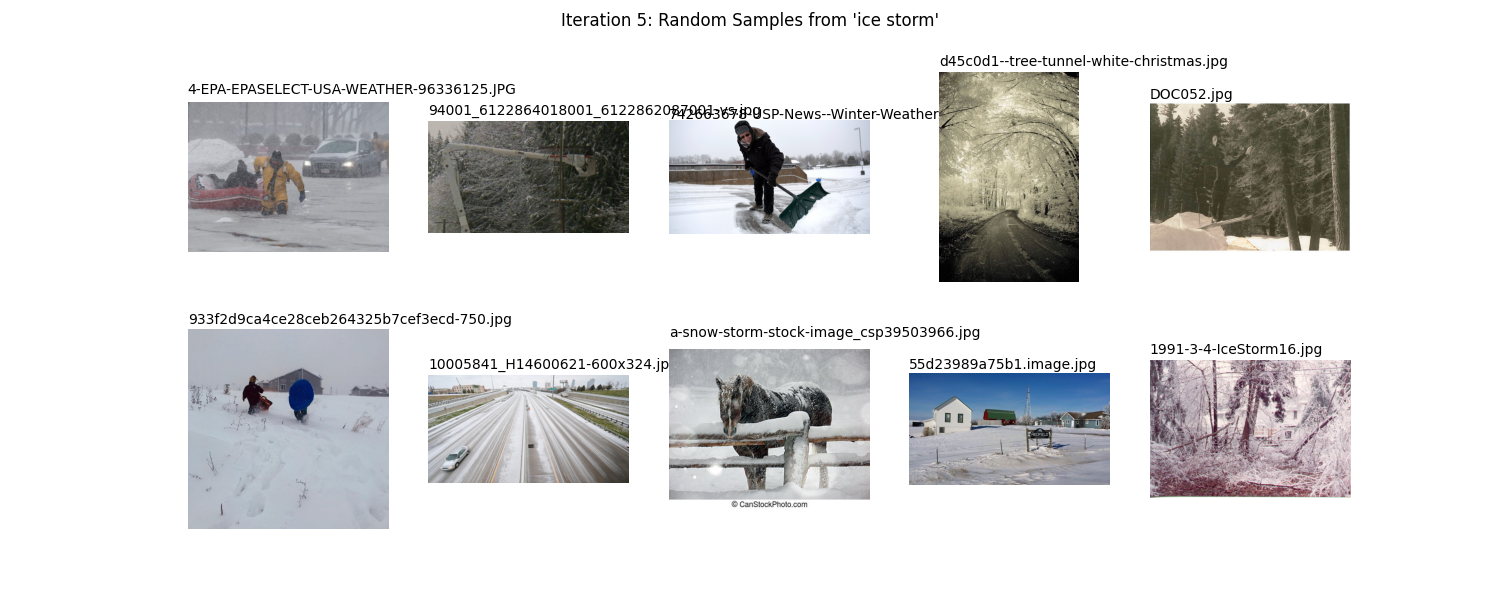 Iteration 5: Random Samples from 'ice storm'
4-EPA-EPASELECT-USA-WEATHER-96336125.JPG
94001_6122864018001_6122862087001-vs.jpg
742663678-USP-News--Winter-Weather
d45c0d1--tree-tunnel-white-christmas.jpg
DOC052.jpg
933f2d9ca4ce28ceb264325b7cef3ecd-750.jpg
10005841_H14600621-600x324.jp
a-snow-storm-stock-image_csp39503966.jpg
55d23989a75b1.image.jpg
1991-3-4-IceStorm16.jpg
© CanStockPhoto.com